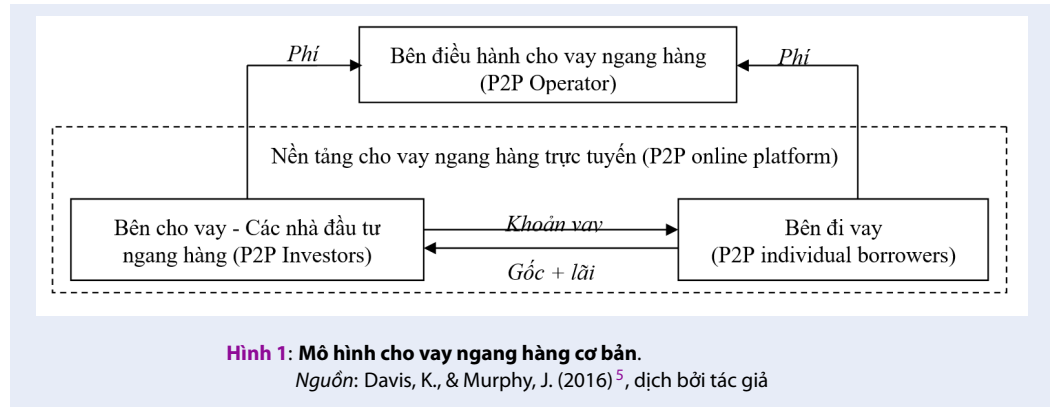 Phí
Bên điều hành cho vay ngang hàng
(P2P Operator)
Phí
Nền tảng cho vay ngang hàng trực tuyến (P2P online platform)
Bên cho vay - Các nhà đầu tư
ngang hàng (P2P Investors)
Khoản vay
Gốc + lãi
Bên đi vay
(P2P individual borrowers)
Hình 1: Mô hình cho vay ngang hàng cơ bản.
Nguồn: Davis, K., & Murphy, J. (2016) 5, dịch bởi tác giả